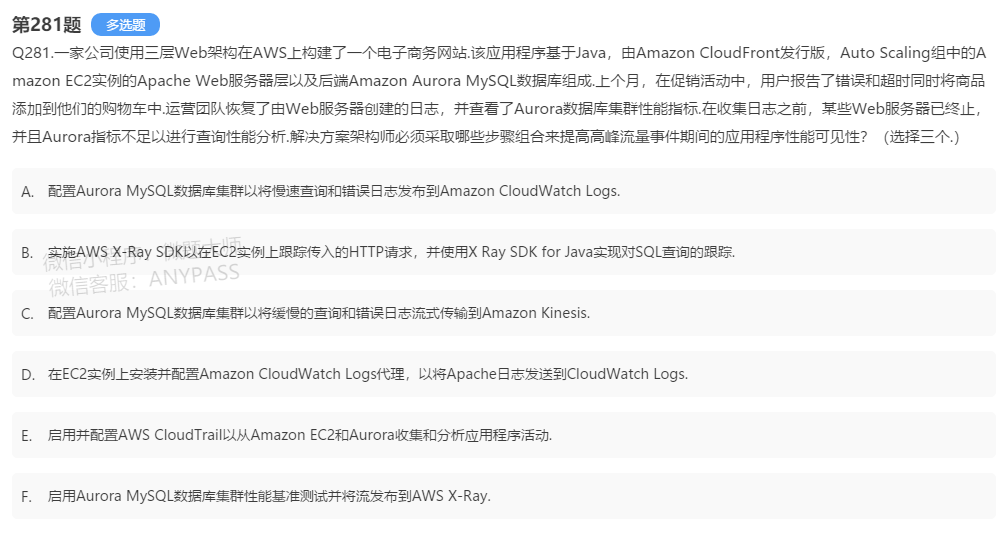 第281题 多选题
Q281.一家公司使用三层Web架构在AWS上构建了一个电子商务网站.该应用程序基于Java，由Amazon CloudFront发行版，Auto Scaling组中的A
mazon EC2实例的Apache Web服务器层以及后端Amazon Aurora MySQL数据库组成.上个月，在促销活动中，用户报告了错误和超时同时将商品
添加到他们的购物车中.运营团队恢复了由Web服务器创建的日志，并查看了Aurora数据库集群性能指标.在收集日志之前，某些Web服务器已终止，
并且Aurora指标不足以进行查询性能分析.解决方案架构师必须采取哪些步骤组合来提高高峰流量事件期间的应用程序性能可见性？（选择三个.）
A. 配置Aurora MySQL数据库集群以将慢速查询和错误日志发布到Amazon CloudWatch Logs.
B. 实施AWS X-Ray SDK以在EC2实例上跟踪传入的HTTP请求，并使用X Ray SDK for Java实现对SQL查询的跟踪.
微信客服：ANYPASS
C. 配置Aurora MySQL数据库集群以将缓慢的查询和错误日志流式传输到Amazon Kinesis.
D. 在EC2实例上安装并配置Amazon CloudWatch Logs代理，以将Apache日志发送到CloudWatch Logs.
E. 启用并配置AWS CloudTrail以从Amazon EC2和Aurora收集和分析应用程序活动.
F. 启用Aurora MySQL数据库集群性能基准测试并将流发布到AWS X-Ray.